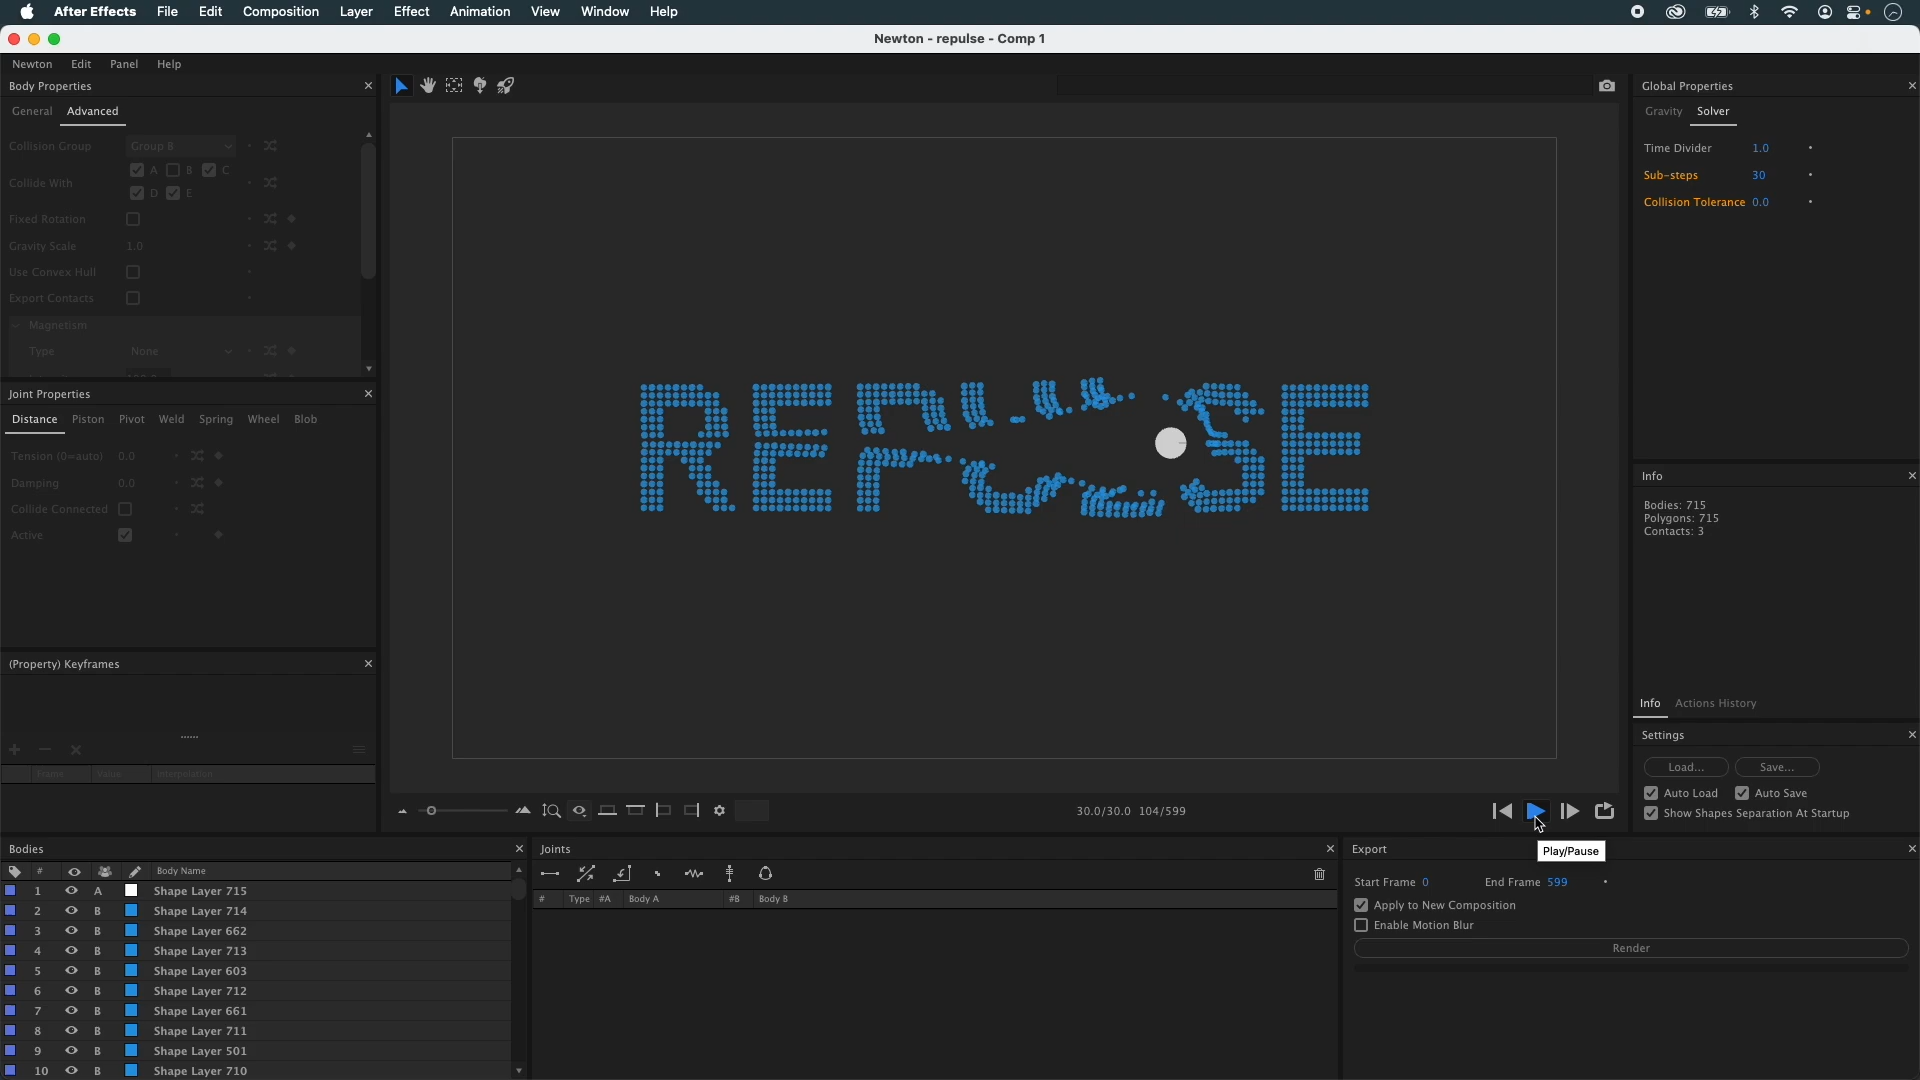 After Effects File Edit Composition Layer Effect Animation View Window Help
Newton - repulse - Comp 1
Newton Edit Panel Help
Body Properties
General Advanced
Collision Group Group B
A B C
Collide With
D E
Fixed Rotation
Gravity Scale 1.0
Use Convex Hull
Export Contacts
Magnetism
Type None
Joint Properties
Distance Piston Pivot Weld Spring Wheel Blob
Tension (0=auto) 0.0
Damping 0.0
Collide Connected
Active
(Property) Keyframes
Name Value Interpolation
REPULSE
30.0/30.0 104/599
Play/Pause
Global Properties
Gravity Solver
Time Divider 1.0
Sub-steps 30
Collision Tolerance 0.0
Info
Bodies: 715
Polygons: 715
Contacts: 3
Info Actions History
Settings
Load... Save...
Auto Load Auto Save
Show Shapes Separation At Startup
Bodies
# Body Name
1 A Shape Layer 715
2 B Shape Layer 714
3 B Shape Layer 662
4 B Shape Layer 713
5 B Shape Layer 603
6 B Shape Layer 712
7 B Shape Layer 661
8 B Shape Layer 711
9 B Shape Layer 501
10 B Shape Layer 710
Joints
# Type #A Body A #B Body B
Export
Start Frame 0 End Frame 599
Apply to New Composition
Enable Motion Blur
Render